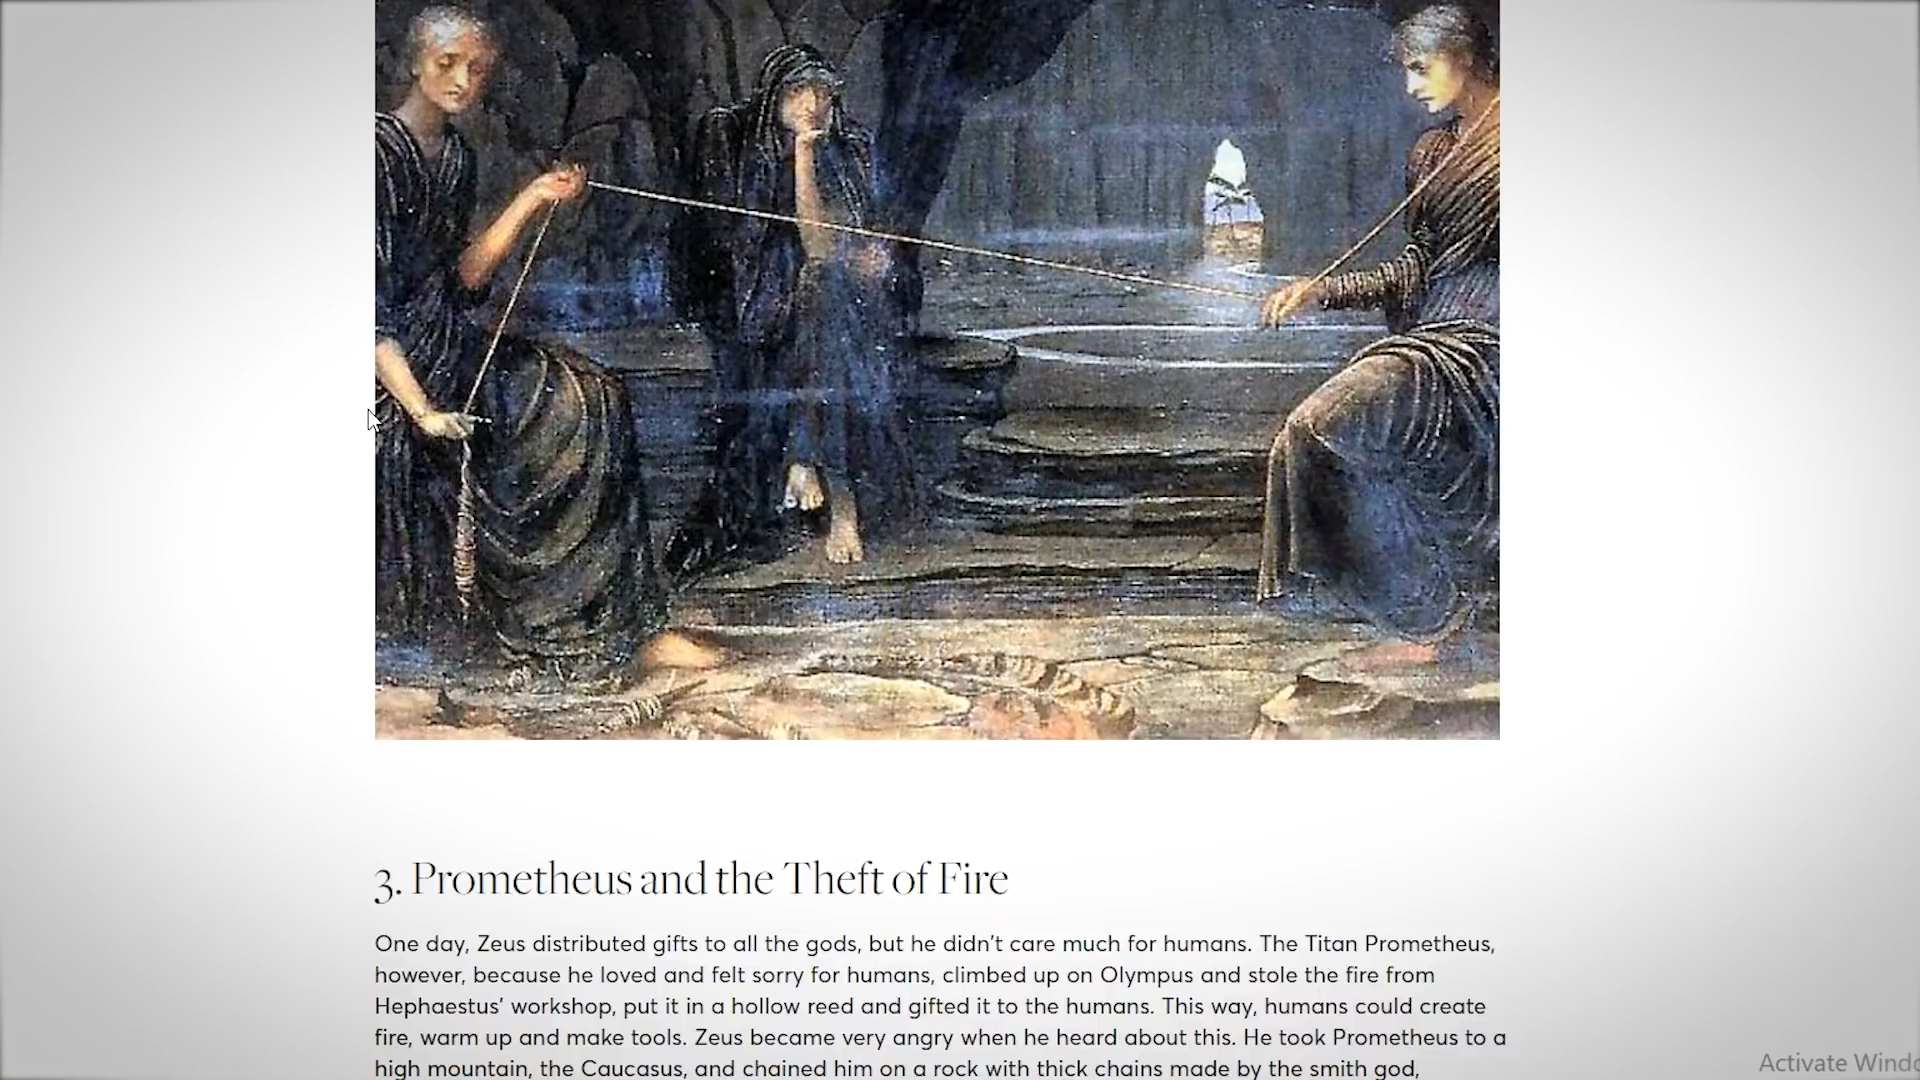 3. Prometheus and the Theft of Fire
One day, Zeus distributed gifts to all the gods, but he didn't care much for humans. The Titan Prometheus,
however, because he loved and felt sorry for humans, climbed up on Olympus and stole the fire from
Hephaestus' workshop, put it in a hollow reed and gifted it to the humans. This way, humans could create
fire, warm up and make tools. Zeus became very angry when he heard about this. He took Prometheus to a
high mountain, the Caucasus, and chained him on a rock with thick chains made by the smith god,
Activate Windo